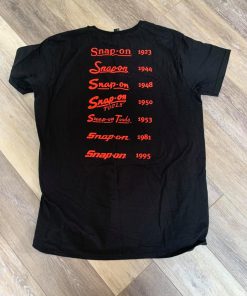 Snap-on 1923
Snap-on 1944
Snap-on 1948
Snap-on
TOOLS 1950
Snap-on Tools 1953
Snap-on 1981
Snap-on 1995